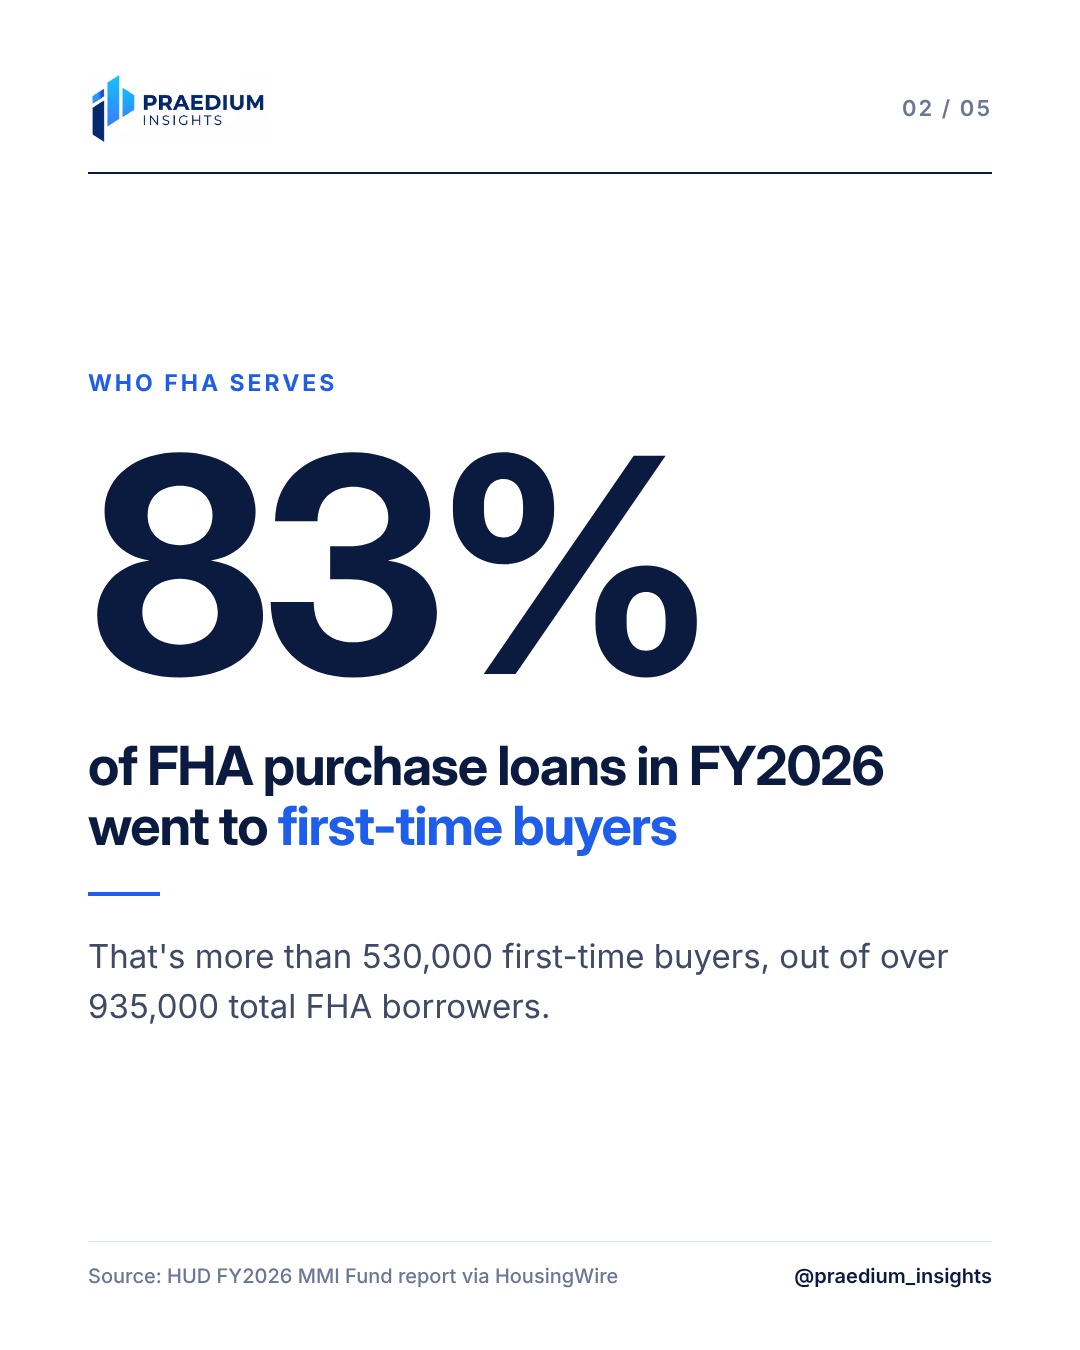 PRAEDIUM
INSIGHTS
02 / 05
WHO FHA SERVES
83%
of FHA purchase loans in FY2026
went to first-time buyers
That's more than 530,000 first-time buyers, out of over
935,000 total FHA borrowers.
Source: HUD FY2026 MMI Fund report via HousingWire
@praedium_insights